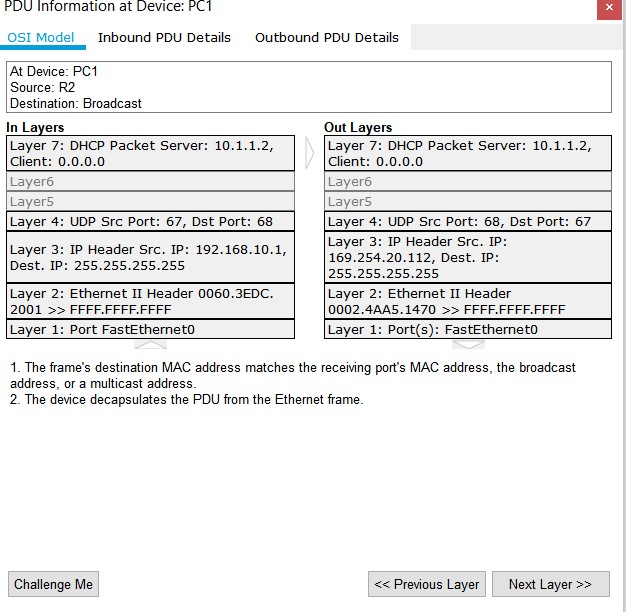 PDU Information at Device: PC1
×
OSI Model Inbound PDU Details Outbound PDU Details
At Device: PC1
Source: R2
Destination: Broadcast
In Layers
Layer 7: DHCP Packet Server: 10.1.1.2,
Client: 0.0.0.0
Layer6
Layer5
Layer 4: UDP Src Port: 67, Dst Port: 68
Layer 3: IP Header Src. IP: 192.168.10.1,
Dest. IP: 255.255.255.255
Layer 2: Ethernet II Header 0060.3EDC.
2001 >> FFFF.FFFF.FFFF
Layer 1: Port FastEthernet0
Out Layers
Layer 7: DHCP Packet Server: 10.1.1.2,
Client: 0.0.0.0
Layer6
Layer5
Layer 4: UDP Src Port: 68, Dst Port: 67
Layer 3: IP Header Src. IP:
169.254.20.112, Dest. IP:
255.255.255.255
Layer 2: Ethernet II Header
0002.4AA5.1470 >> FFFF.FFFF.FFFF
Layer 1: Port(s): FastEthernet0
1. The frame's destination MAC address matches the receiving port's MAC address, the broadcast
address, or a multicast address.
2. The device decapsulates the PDU from the Ethernet frame.
Challenge Me
<< Previous Layer
Next Layer >>